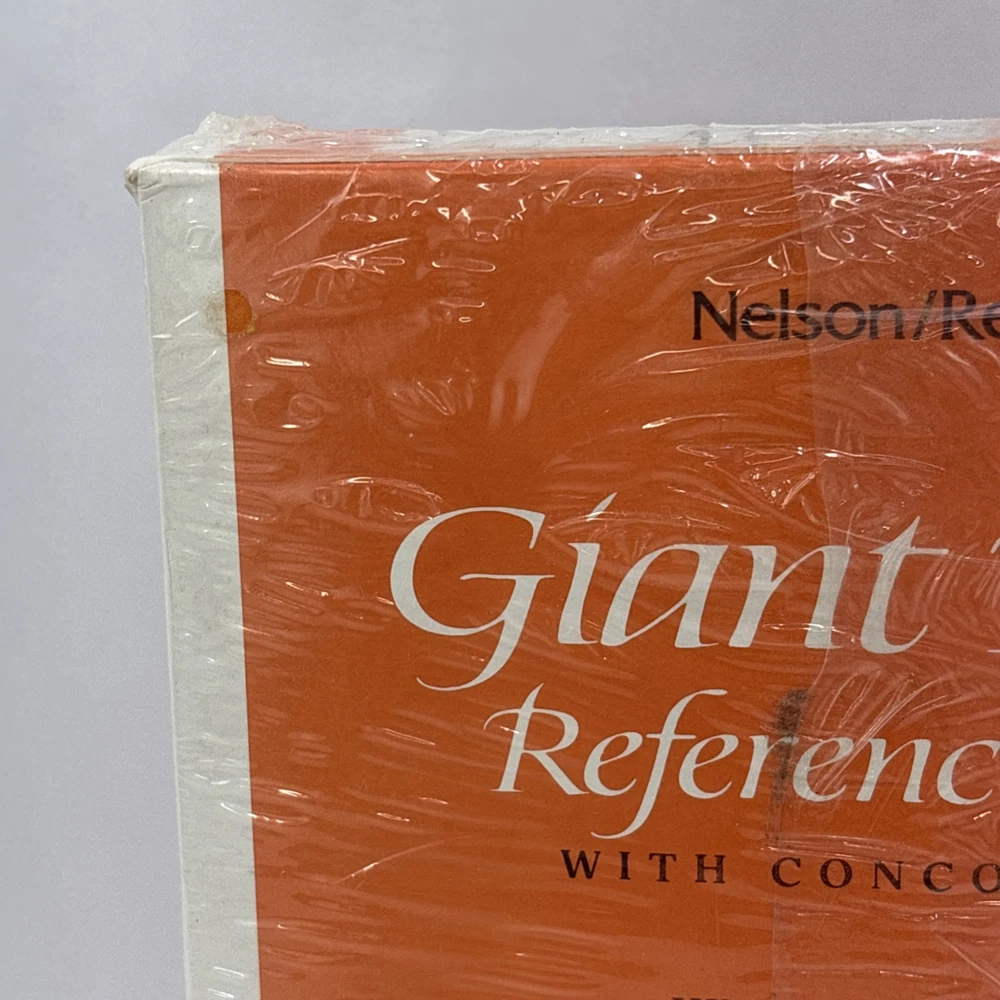 Nelson/Re
Giant
Referenc
WITH CONCO